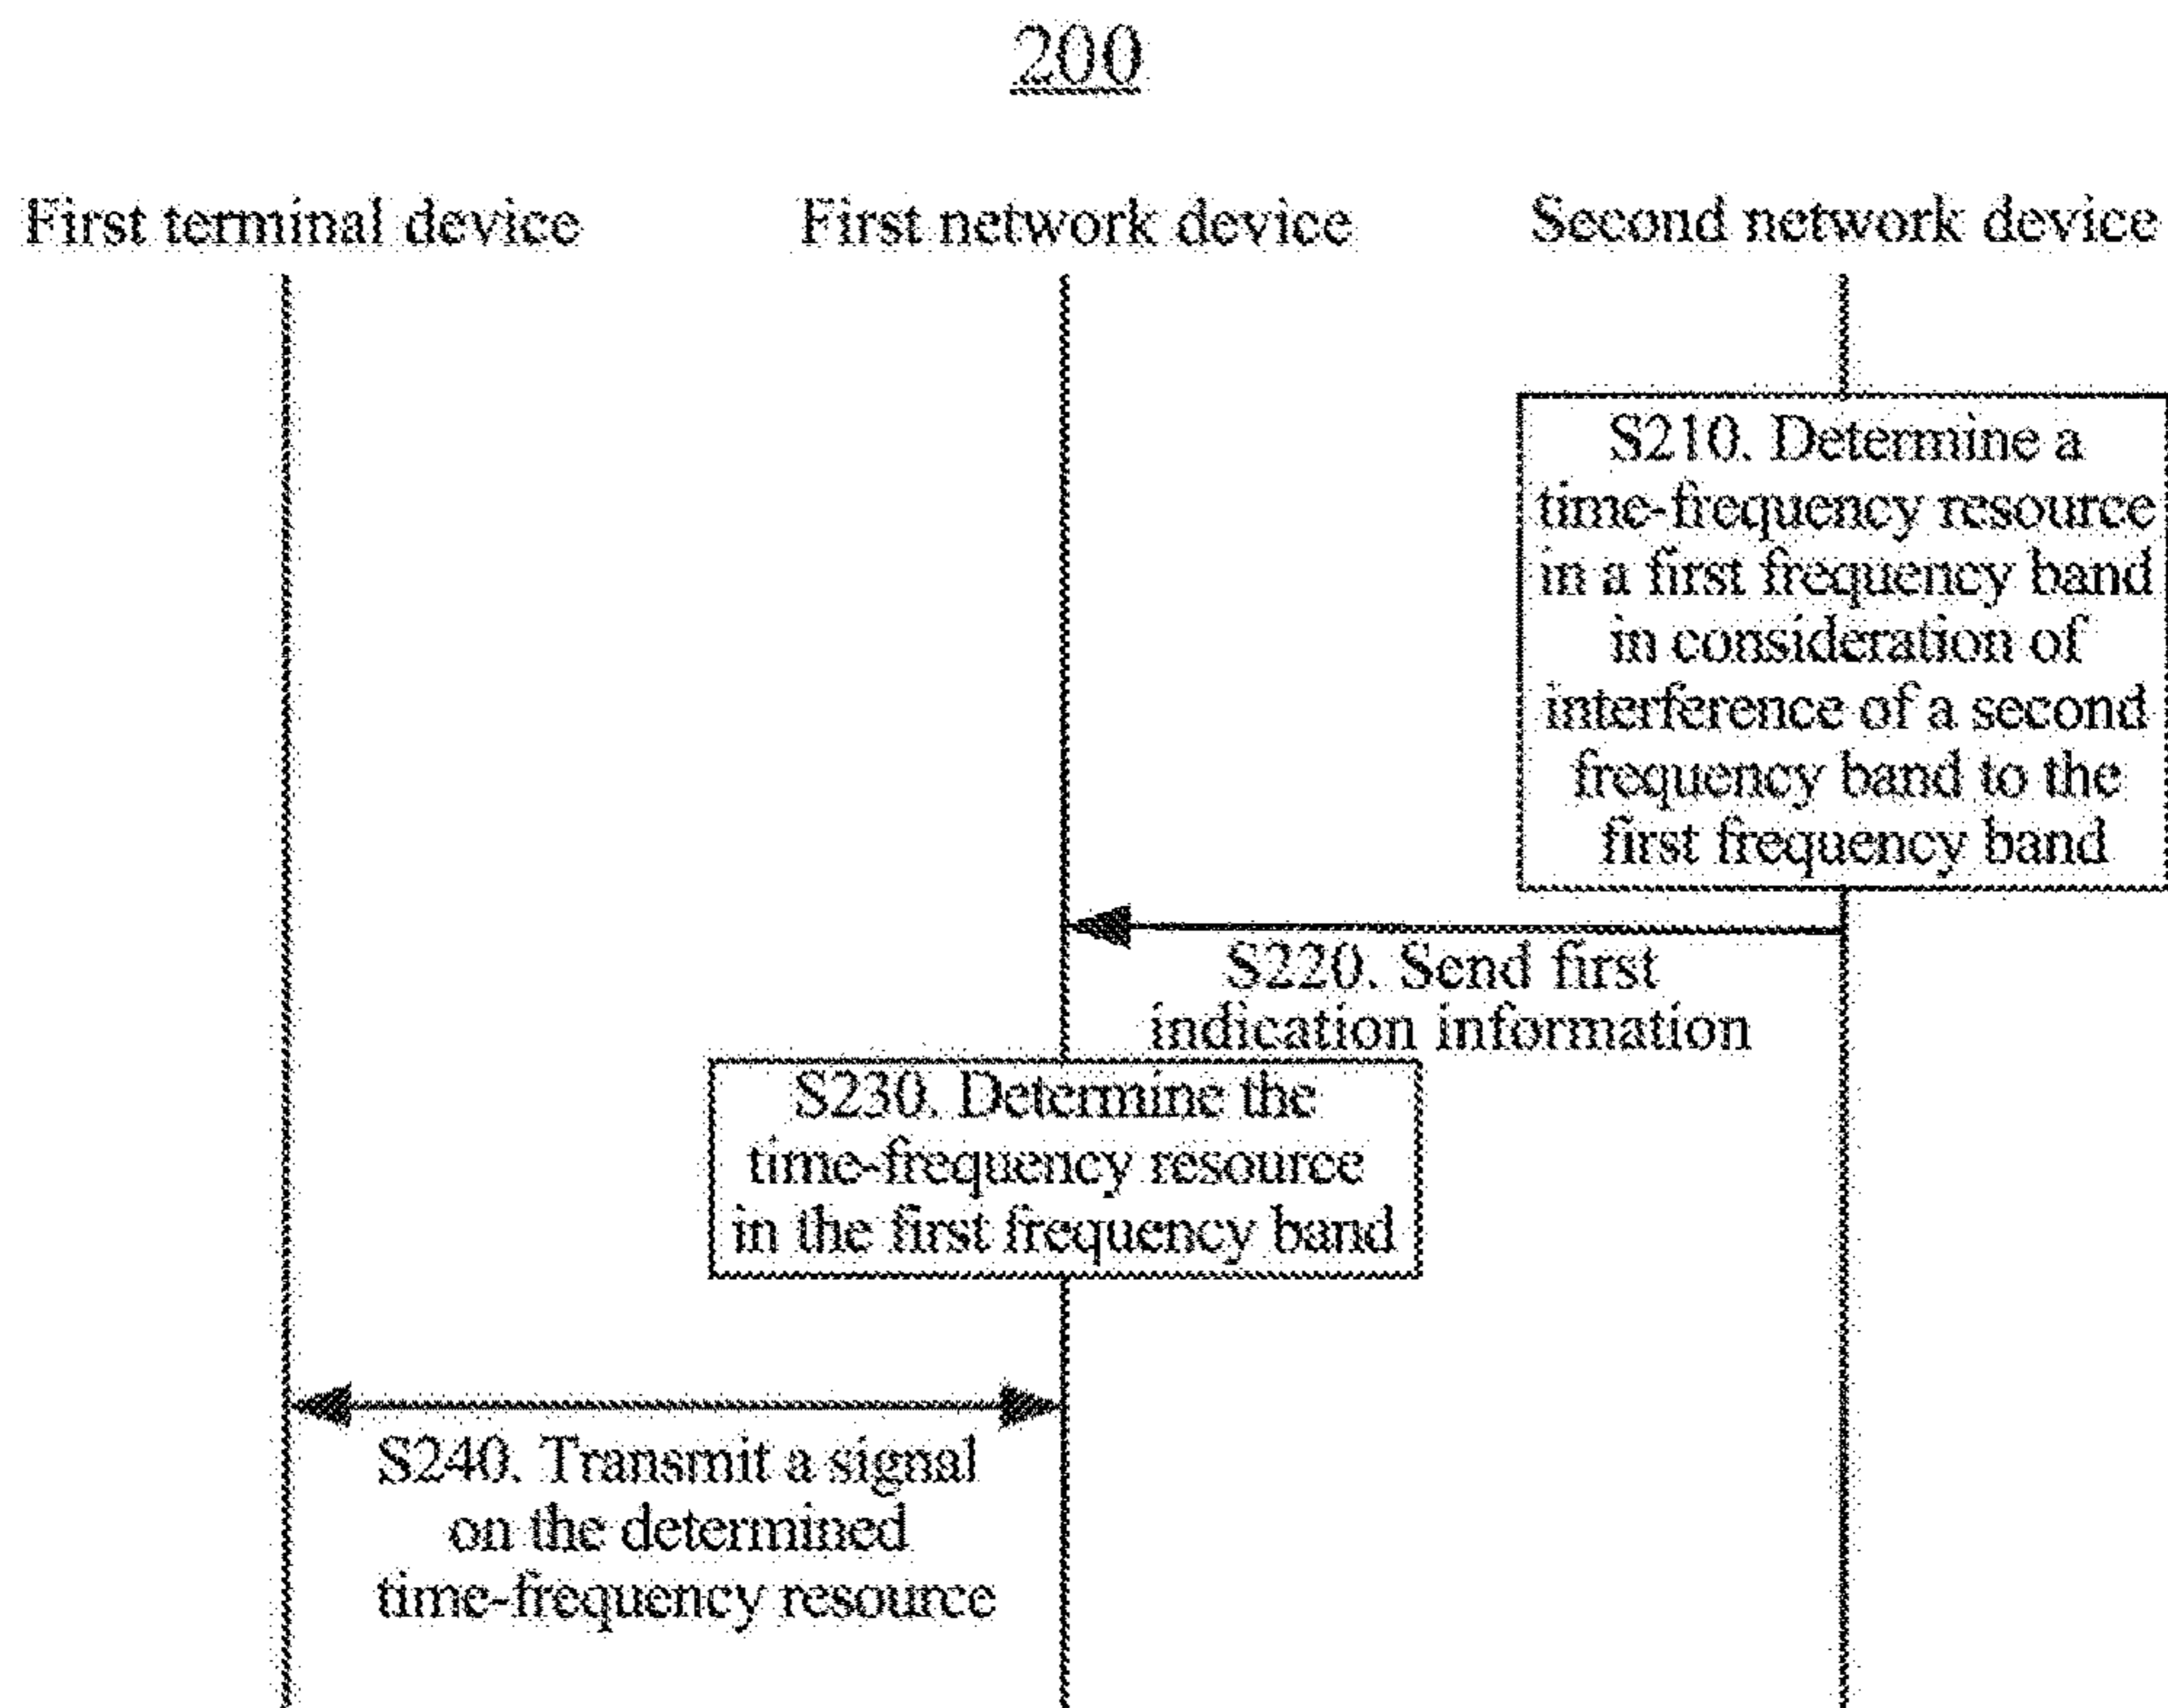 200
First terminal device
First network device
Second network device
S210. Determine a
time-frequency resource
in a first frequency band
in consideration of
interference of a second
frequency band to the
first frequency band
S220. Send first
indication information
S230. Determine the
time-frequency resource
in the first frequency band
S240. Transmit a signal
on the determined
time-frequency resource